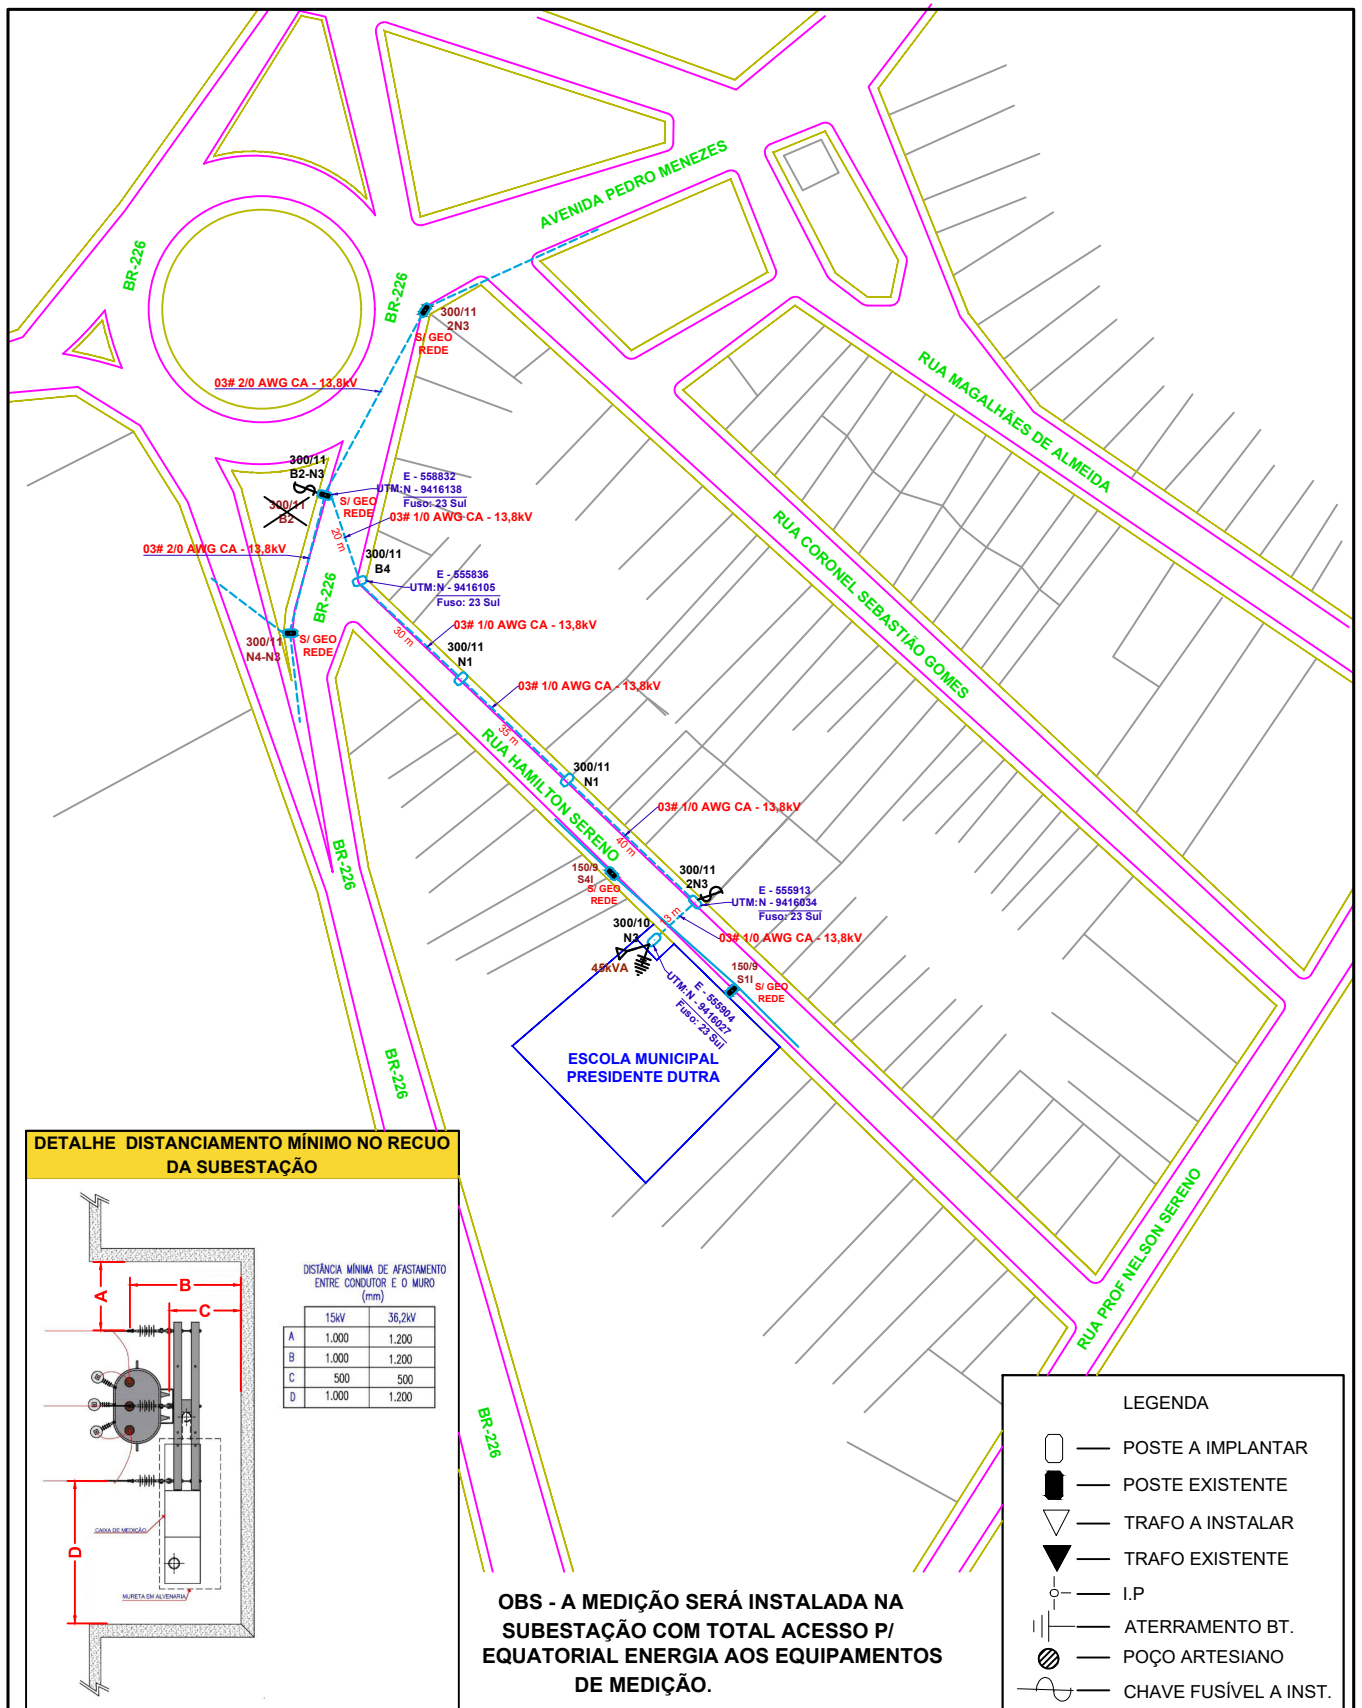 AVENIDA PEDRO MENEZES
BR-226
BR-226
300/11
2N3
S/ GEO
REDE
RUA MAGALHÃES DE ALMEIDA
03# 2/0 AWG CA - 13,8kV
300/11
B2-N3
300/11
B2
S/ GEO
REDE
E - 558832
UTM:N - 9416138
Fuso: 23 Sul
03# 1/0 AWG CA - 13,8kV
20 m
RUA CORONEL SEBASTIÃO GOMES
03# 2/0 AWG CA - 13,8kV
300/11
B4
E - 555836
UTM:N - 9416105
Fuso: 23 Sul
BR-226
300/11
N4-N3
S/ GEO
REDE
30 m
03# 1/0 AWG CA - 13,8kV
300/11
N1
03# 1/0 AWG CA - 13,8kV
35 m
RUA HAMILTON SERENO
300/11
N1
03# 1/0 AWG CA - 13,8kV
40 m
BR-226
150/9
S4I
S/ GEO
REDE
300/11
2N3
E - 555913
UTM:N - 9416034
Fuso: 23 Sul
13 m
03# 1/0 AWG CA - 13,8kV
300/10
N3
45kVA
E - 555904
UTM:N - 9416027
Fuso: 23 Sul
150/9
S1I
S/ GEO
REDE
ESCOLA MUNICIPAL
PRESIDENTE DUTRA
BR-226
RUA PROF NELSON SERENO
DETALHE DISTANCIAMENTO MÍNIMO NO RECUO
DA SUBESTAÇÃO
A
B
C
D
CAIXA DE MEDIÇÃO
MURETA EM ALVENARIA
DISTÂNCIA MÍNIMA DE AFASTAMENTO
ENTRE CONDUTOR E O MURO
(mm)
15kV 36,2kV
A 1.000 1.200
B 1.000 1.200
C 500 500
D 1.000 1.200
BR-226
OBS - A MEDIÇÃO SERÁ INSTALADA NA
SUBESTAÇÃO COM TOTAL ACESSO P/
EQUATORIAL ENERGIA AOS EQUIPAMENTOS
DE MEDIÇÃO.
LEGENDA
POSTE A IMPLANTAR
POSTE EXISTENTE
TRAFO A INSTALAR
TRAFO EXISTENTE
I.P
ATERRAMENTO BT.
POÇO ARTESIANO
CHAVE FUSÍVEL A INST.